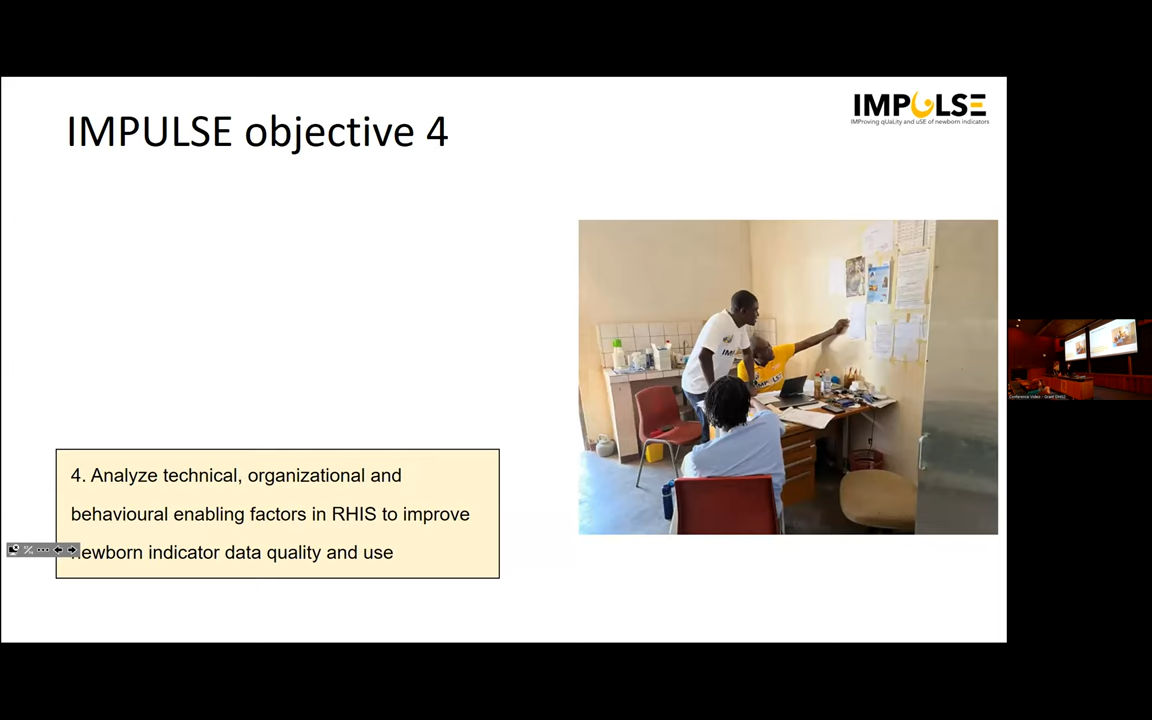 IMPULSE objective 4
IMPULSE
IMProving qUaLity and uSE of newborn indicators
4. Analyze technical, organizational and
behavioural enabling factors in RHIS to improve
newborn indicator data quality and use